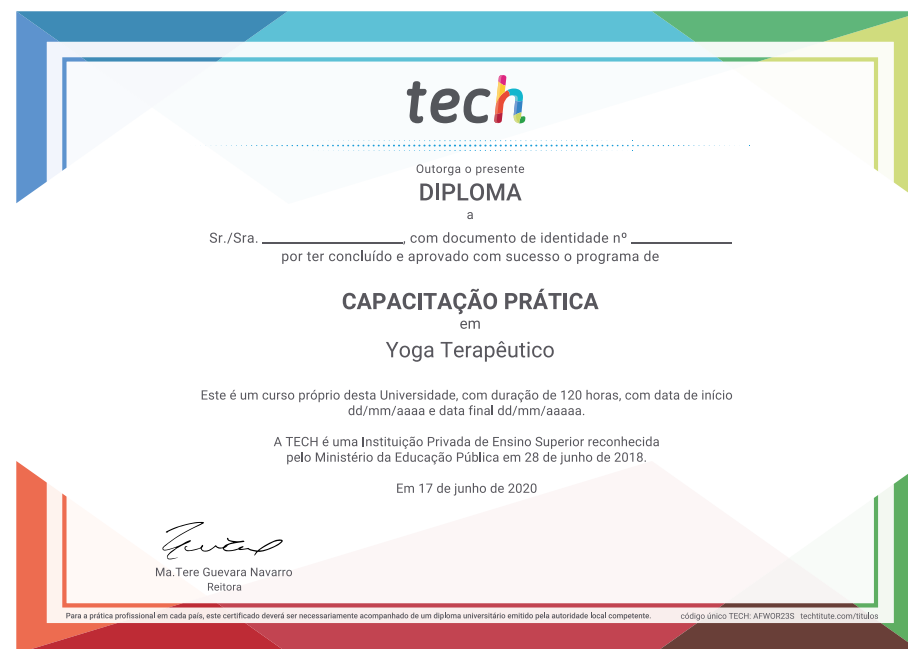 tech
Outorga o presente
DIPLOMA
a
Sr./Sra. ________________, com documento de identidade nº ____________
por ter concluído e aprovado com sucesso o programa de
CAPACITAÇÃO PRÁTICA
em
Yoga Terapêutico
Este é um curso próprio desta Universidade, com duração de 120 horas, com data de início
dd/mm/aaaa e data final dd/mm/aaaaa.
A TECH é uma Instituição Privada de Ensino Superior reconhecida
pelo Ministério da Educação Pública em 28 de junho de 2018.
Em 17 de junho de 2020
Ma.Tere Guevara Navarro
Reitora
Para a prática profissional em cada país, este certificado deverá ser necessariamente acompanhado de um diploma universitário emitido pela autoridade local competente. código único TECH: AFWOR23S techtitute.com/titulos